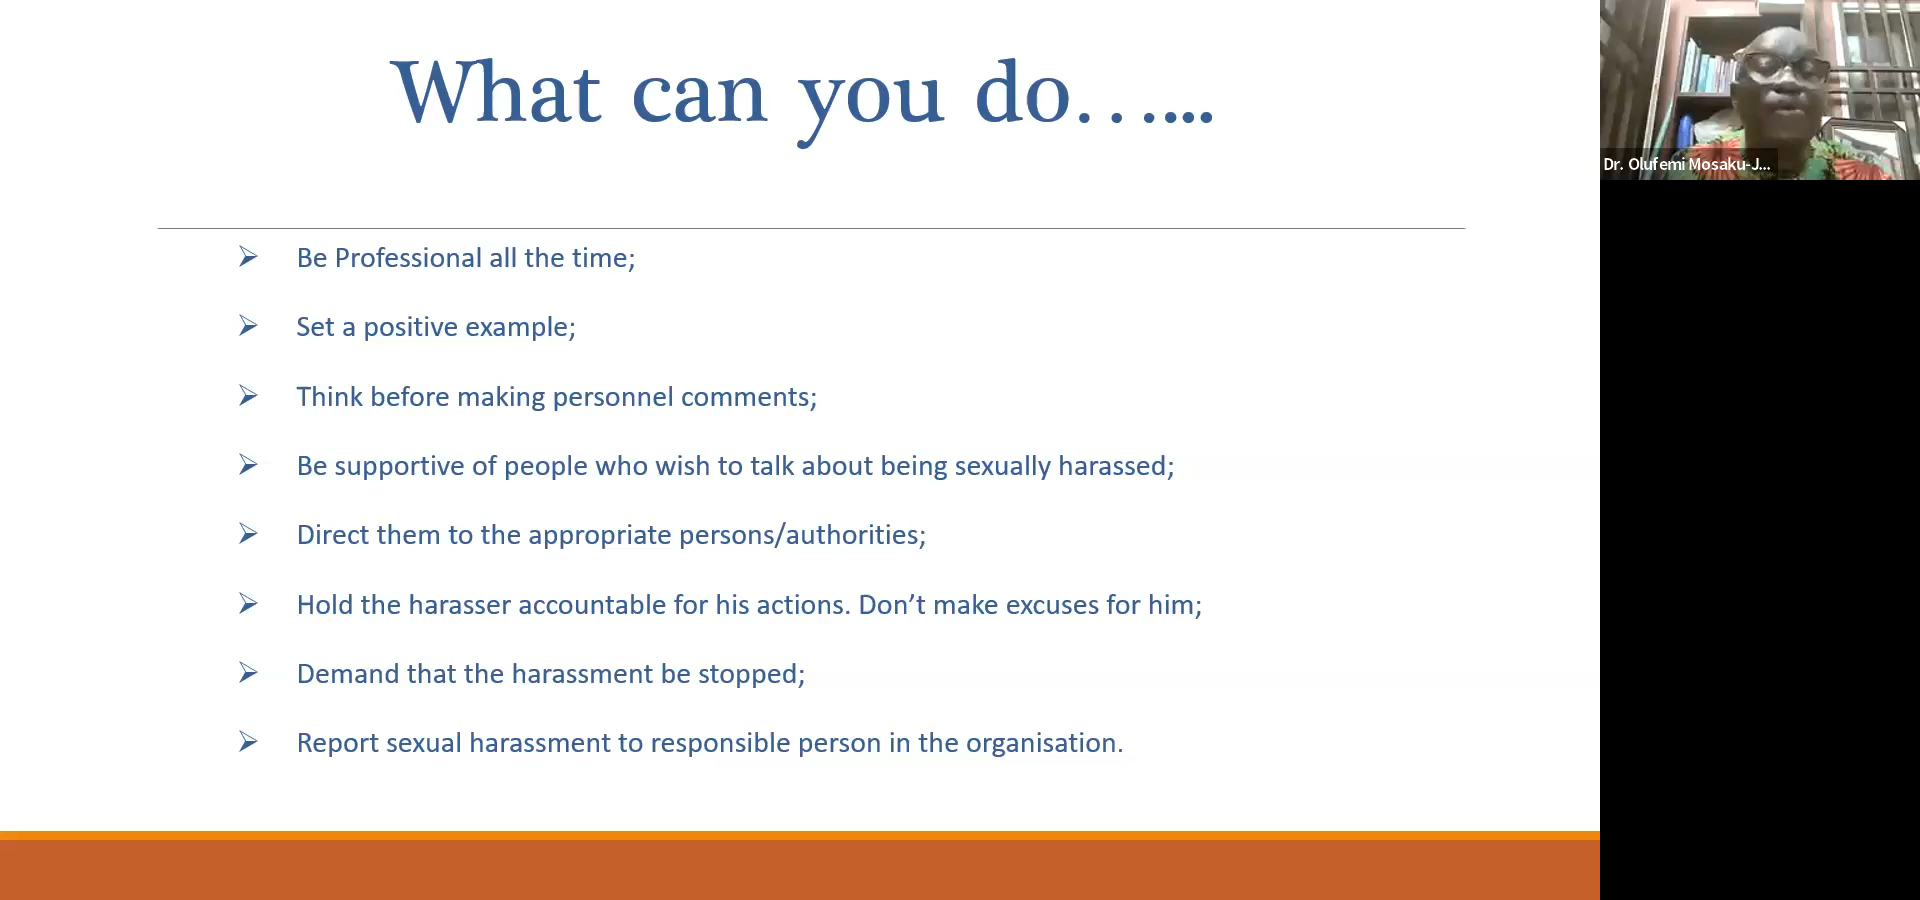 What can you do…...
Be Professional all the time;
Set a positive example;
Think before making personnel comments;
Be supportive of people who wish to talk about being sexually harassed;
Direct them to the appropriate persons/authorities;
Hold the harasser accountable for his actions. Don’t make excuses for him;
Demand that the harassment be stopped;
Report sexual harassment to responsible person in the organisation.
Dr. Olufemi Mosaku-J...